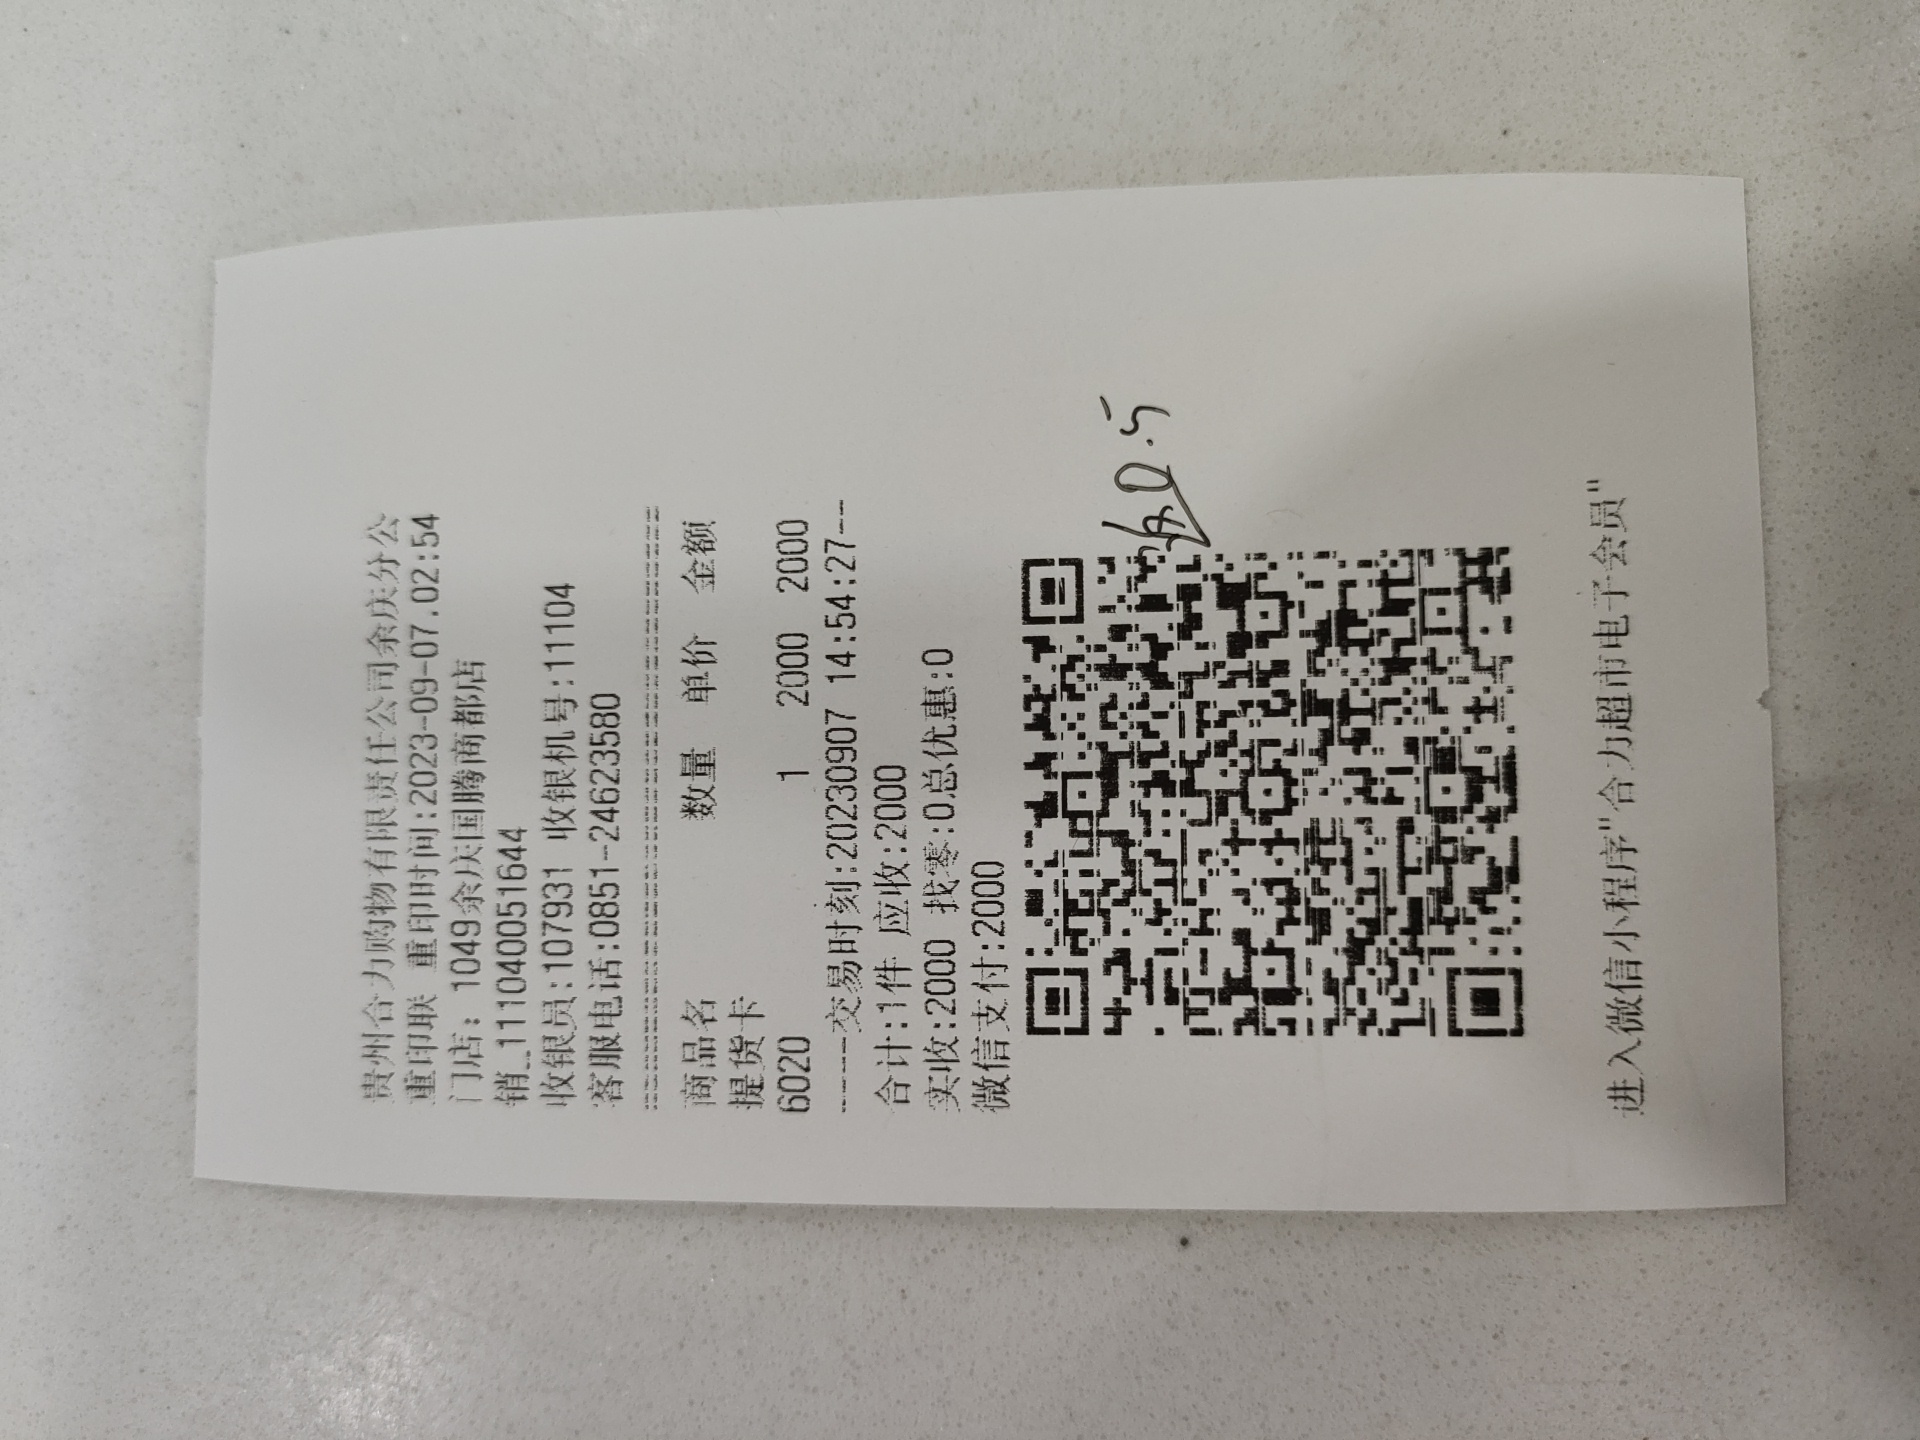 贵州合力购物有限责任公司余庆分公
重印联 重印时间:2023-09-07.02:54
门店: 1049余庆国腾商都店
销_111040051644
收银员:107931 收银机号:11104
客服电话:0851-24623580
商品名 数量 单价 金额
提货卡
6020 1 2000 2000
----交易时刻:20230907 14:54:27--
合计:1件 应收:2000
实收:2000 找零:0总优惠:0
微信支付:2000
0.5
进入微信小程序"合力超市电子会员"